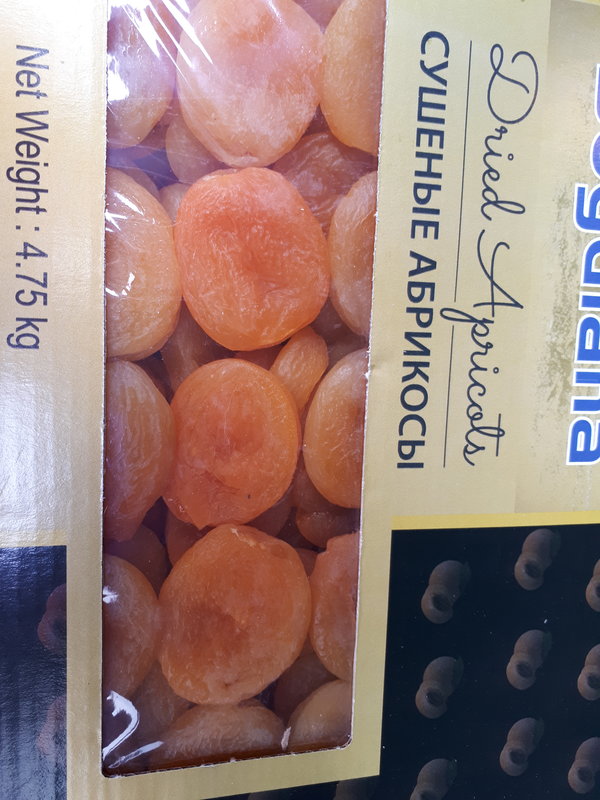 Dried Apricots
СУШЕНЫЕ АБРИКОСЫ
Net Weight : 4.75 kg